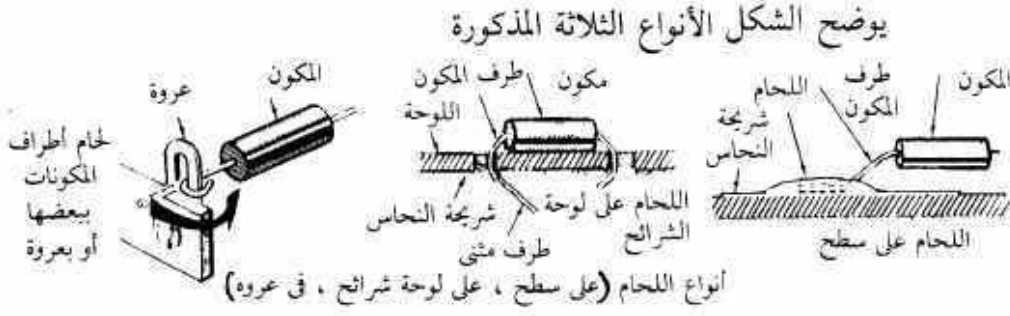 يوضح الشكل الأنواع الثلاثة المذكورة
المكون
طرف
المكون
اللحام
شريحة
النحاس
اللحام على سطح
مكون
طرف المكون
اللوحة
اللحام على لوحة
الشرائح
شريحة النحاس
طرف مثنى
المكون
عروة
لحام أطراف
المكونات
ببعضها
أو بعروة
أنواع اللحام (على سطح ، على لوحة شرائح ، فى عروه)